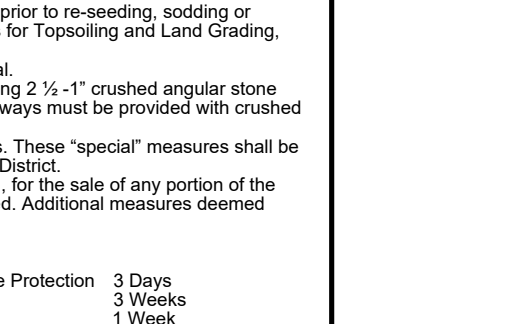 prior to re-seeding, sodding or
for Topsoiling and Land Grading,
al.
ng 2 ½ -1” crushed angular stone
ways must be provided with crushed
s. These “special” measures shall be
District.
, for the sale of any portion of the
d. Additional measures deemed
e Protection 3 Days
3 Weeks
1 Week